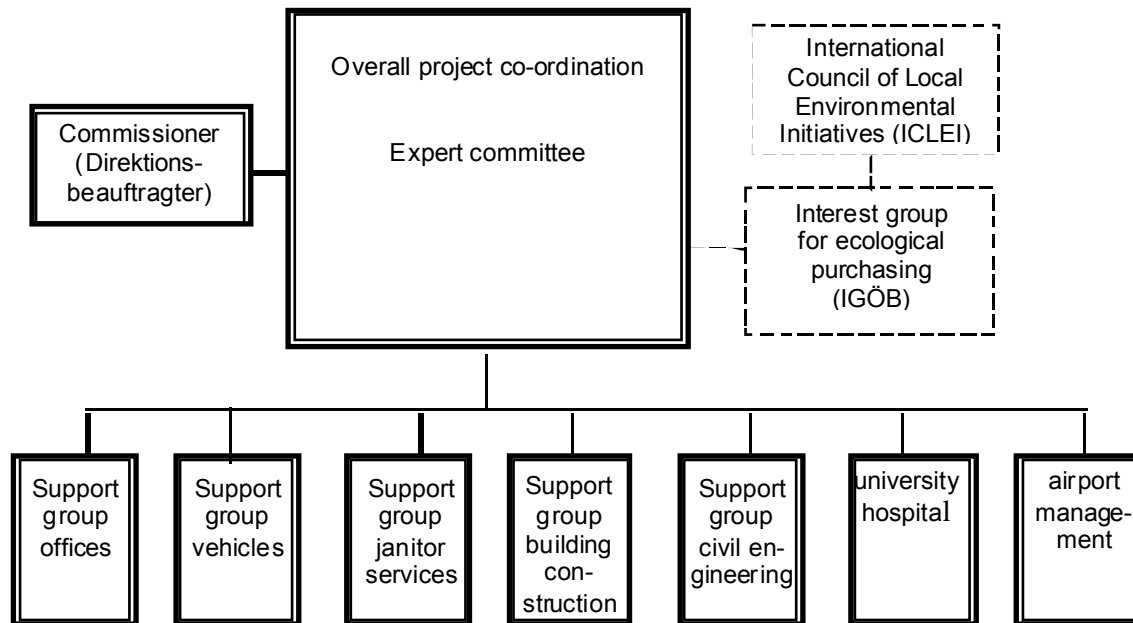 Overall project co-ordination
Expert committee
Commissioner
(Direktions-
beauftragter)
International
Council of Local
Environmental
Initiatives (ICLEI)
Interest group
for ecological
purchasing
(IGÖB)
Support
group
offices
Support
group
vehicles
Support
group
janitor
services
Support
group
building
con-
struction
Support
group
civil en-
gineering
university
hospital
airport
manage-
ment